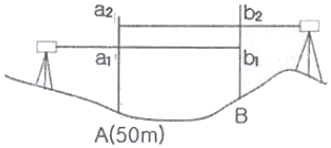 a₂ b₂
a₁ b₁
A(50m) B